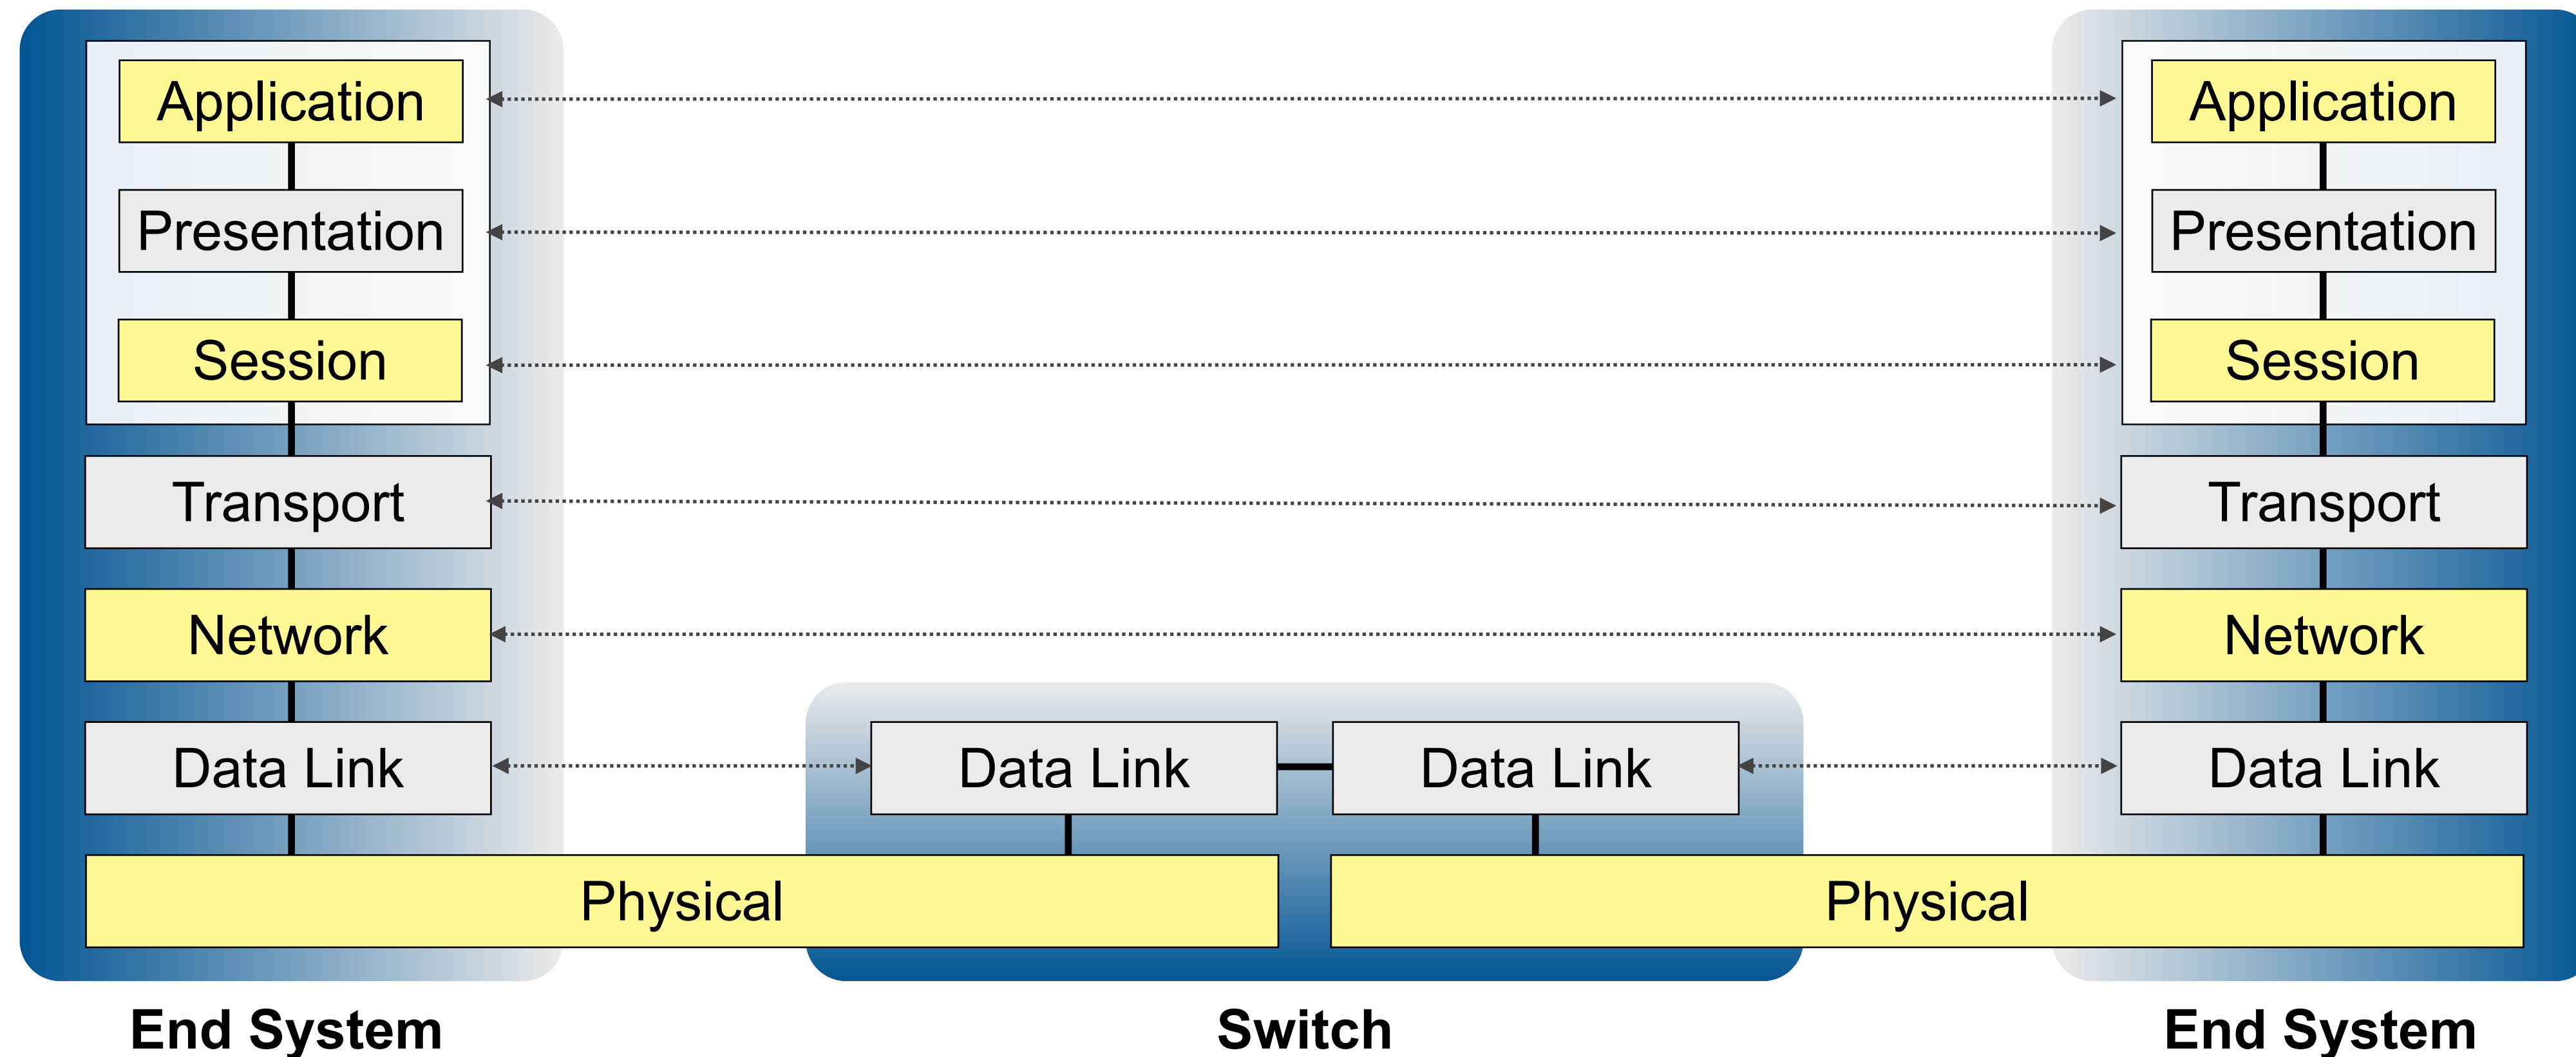 Application
Application
Presentation
Presentation
Session
Session
Transport
Transport
Network
Network
Data Link
Data Link
Data Link
Data Link
Physical
Physical
End System
Switch
End System